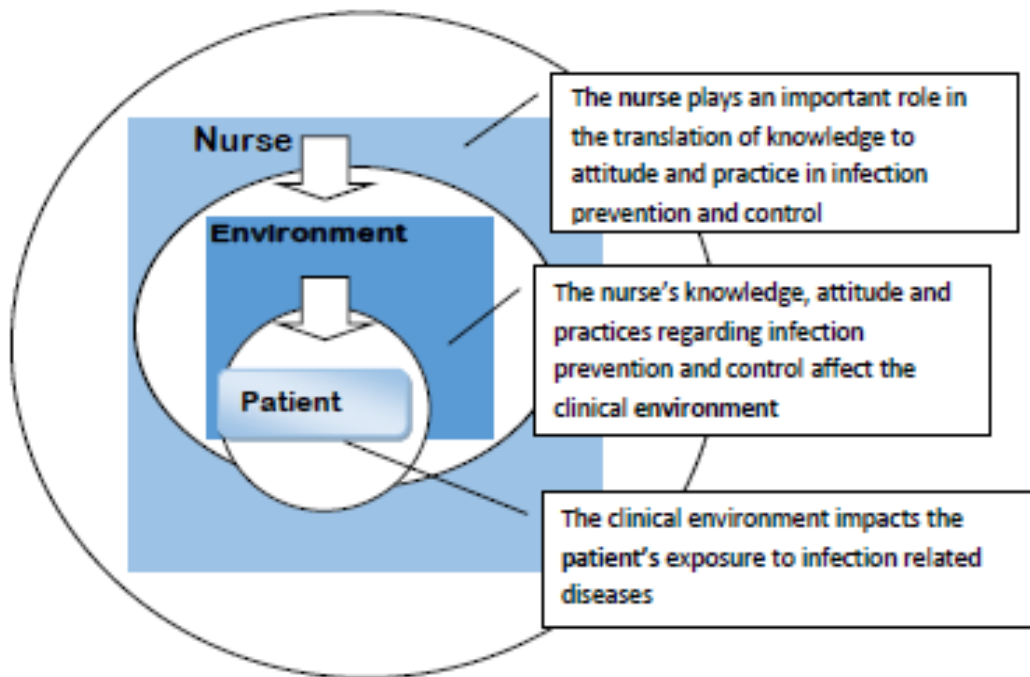 Nurse
The nurse plays an important role in
the translation of knowledge to
attitude and practice in infection
prevention and control
Environment
The nurse's knowledge, attitude and
practices regarding infection
prevention and control affect the
clinical environment
Patient
The clinical environment impacts the
patient's exposure to infection related
diseases